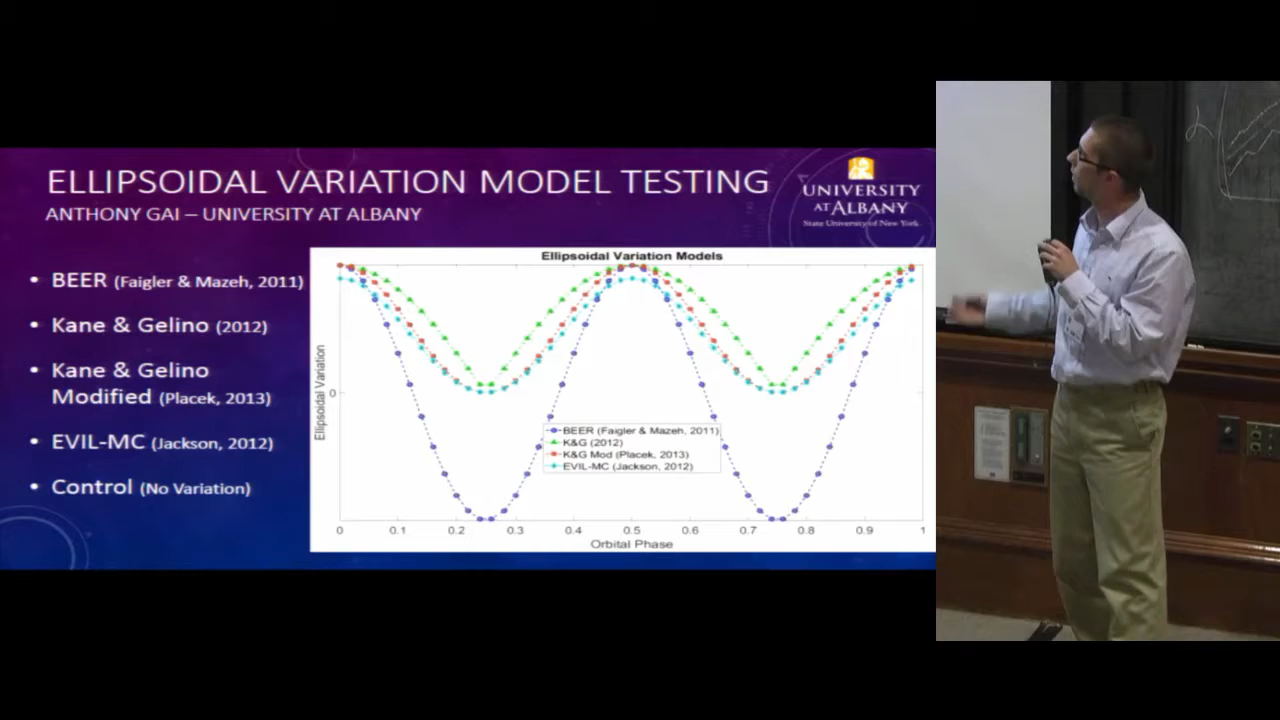 ELLIPSOIDAL VARIATION MODEL TESTING
ANTHONY GAI – UNIVERSITY AT ALBANY
UNIVERSITY
AT ALBANY
State University of New York
• BEER (Faigler & Mazeh, 2011)
• Kane & Gelino (2012)
• Kane & Gelino
Modified (Placek, 2013)
• EVIL-MC (Jackson, 2012)
• Control (No Variation)
Ellipsoidal Variation Models
Ellipsoidal Variation
0
BEER (Faigler & Mazeh, 2011)
K&G (2012)
K&G Mod (Placek, 2013)
EVIL-MC (Jackson, 2012)
0 0.1 0.2 0.3 0.4 0.5 0.6 0.7 0.8 0.9 1
Orbital Phase